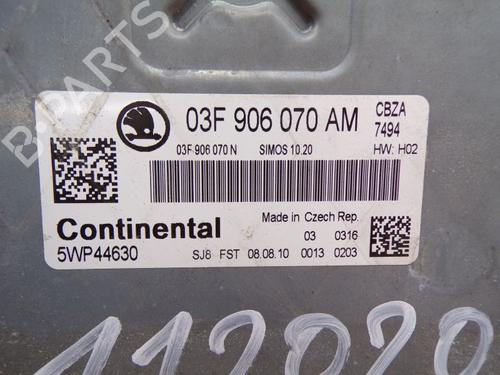 03F 906 070 AM
CBZA
7494
03F 906 070 N SIMOS 10.20 HW: H02
Continental
Made in Czech Rep.
5WP44630
03 0316
SJ8 FST 08.08.10 0013 0203
112020
B-Parts